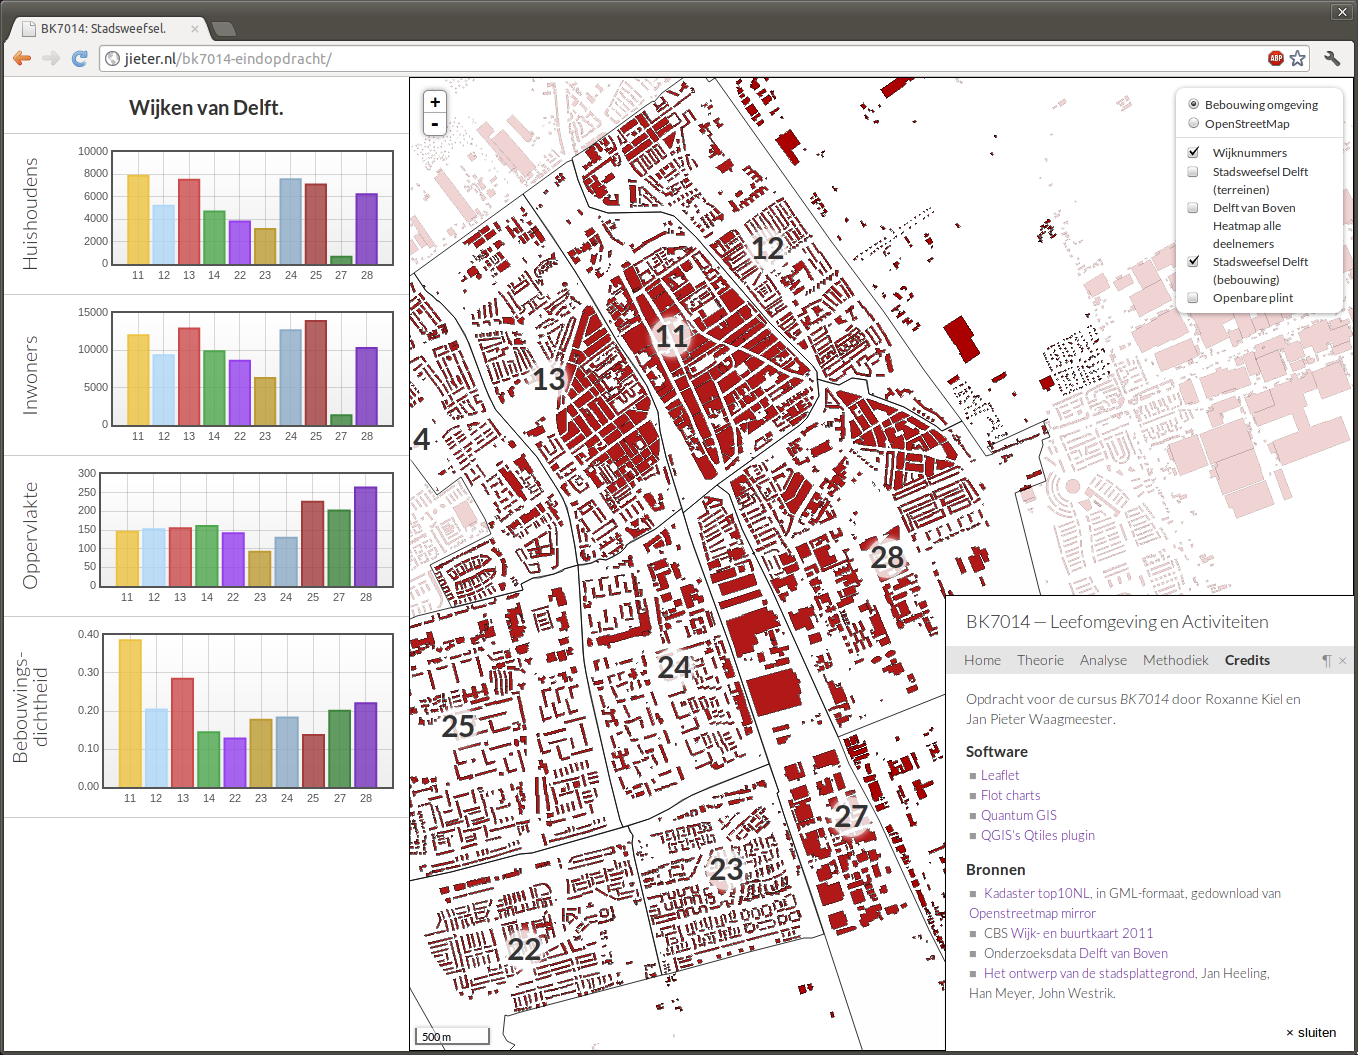 BK7014: Stadsweefsel.
jieter.nl/bk7014-eindopdracht/
ABP
Wijken van Delft.
Huishoudens
10000
8000
6000
4000
2000
0
11 12 13 14 22 23 24 25 27 28
Inwoners
15000
10000
5000
0
11 12 13 14 22 23 24 25 27 28
Oppervlakte
300
250
200
150
100
50
0
11 12 13 14 22 23 24 25 27 28
Bebouwings-
dichtheid
0.40
0.30
0.20
0.10
0.00
11 12 13 14 22 23 24 25 27 28
+
-
12
11
13
4
28
24
25
27
23
22
500 m
Bebouwing omgeving
OpenStreetMap
Wijknummers
Stadsweefsel Delft
(terreinen)
Delft van Boven
Heatmap alle
deelnemers
Stadsweefsel Delft
(bebouwing)
Openbare plint
BK7014 — Leefomgeving en Activiteiten
Home Theorie Analyse Methodiek Credits ¶ ×
Opdracht voor de cursus BK7014 door Roxanne Kiel en
Jan Pieter Waagmeester.
Software
Leaflet
Flot charts
Quantum GIS
QGIS's Qtiles plugin
Bronnen
Kadaster top10NL, in GML-formaat, gedownload van
Openstreetmap mirror
CBS Wijk- en buurtkaart 2011
Onderzoeksdata Delft van Boven
Het ontwerp van de stadsplattegrond, Jan Heeling,
Han Meyer, John Westrik.
× sluiten